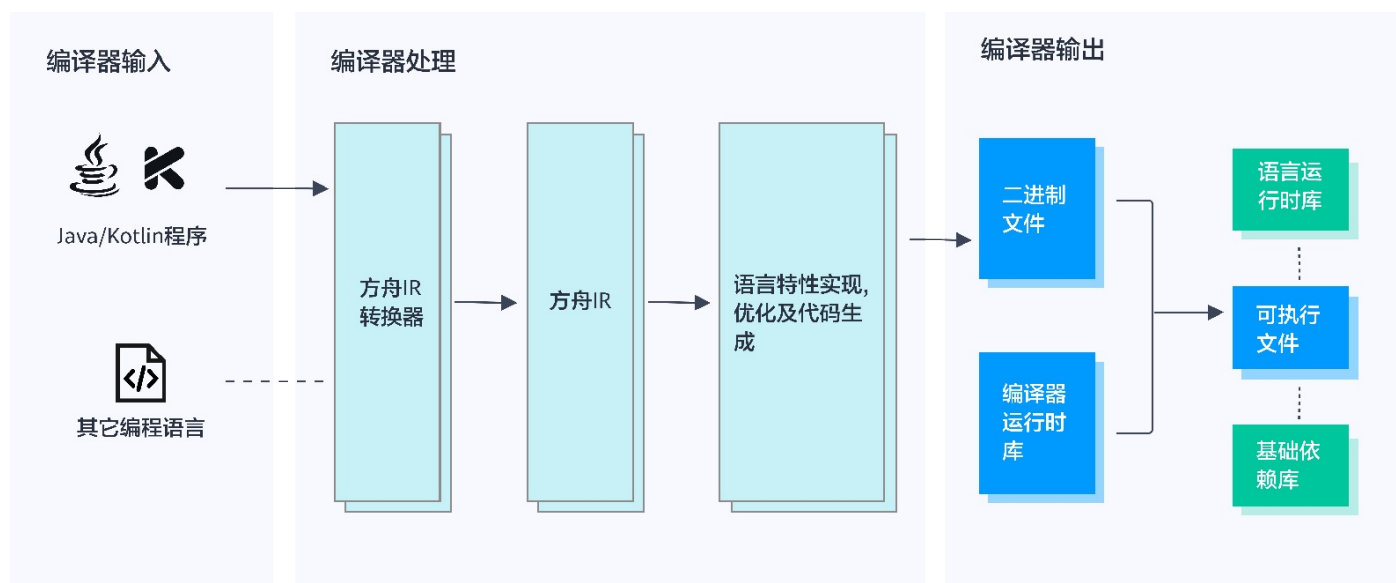 编译器输入
Java/Kotlin程序
</>
其它编程语言
编译器处理
方舟IR
转换器
方舟IR
语言特性实现,
优化及代码生
成
编译器输出
二进制
文件
编译器
运行时
库
语言运
行时库
可执行
文件
基础依
赖库